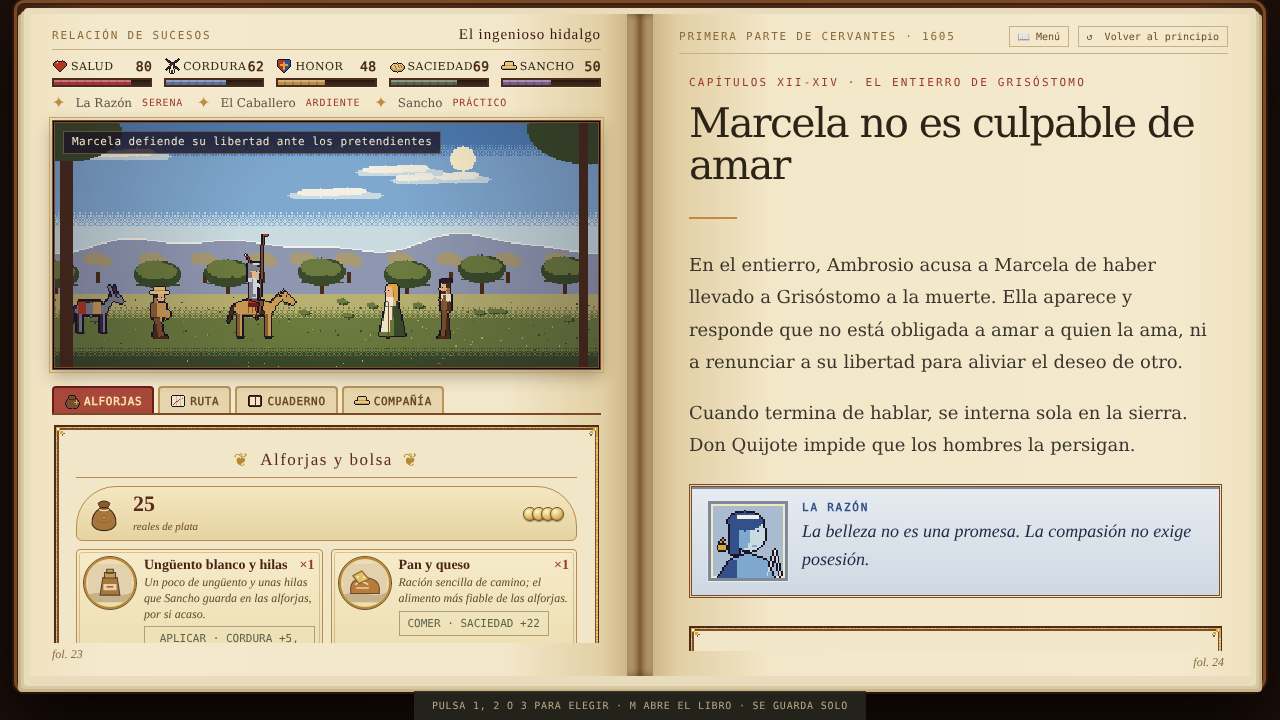 RELACIÓN DE SUCESOS
El ingenioso hidalgo
SALUD 80
CORDURA 62
HONOR 48
SACIEDAD 69
SANCHO 50
La Razón SERENA
El Caballero ARDIENTE
Sancho PRÁCTICO
Marcela defiende su libertad ante los pretendientes
ALFORJAS
RUTA
CUADERNO
COMPAÑÍA
Alforjas y bolsa
25
reales de plata
Ungüento blanco y hilas ×1
Un poco de ungüento y unas hilas
que Sancho guarda en las alforjas,
por si acaso.
APLICAR · CORDURA +5,
Pan y queso ×1
Ración sencilla de camino; el
alimento más fiable de las alforjas.
COMER · SACIEDAD +22
fol. 23
PRIMERA PARTE DE CERVANTES · 1605
Menú
↺ Volver al principio
CAPÍTULOS XII-XIV · EL ENTIERRO DE GRISÓSTOMO
Marcela no es culpable de
amar
En el entierro, Ambrosio acusa a Marcela de haber
llevado a Grisóstomo a la muerte. Ella aparece y
responde que no está obligada a amar a quien la ama, ni
a renunciar a su libertad para aliviar el deseo de otro.
Cuando termina de hablar, se interna sola en la sierra.
Don Quijote impide que los hombres la persigan.
LA RAZÓN
La belleza no es una promesa. La compasión no exige
posesión.
fol. 24
PULSA 1, 2 O 3 PARA ELEGIR · M ABRE EL LIBRO · SE GUARDA SOLO